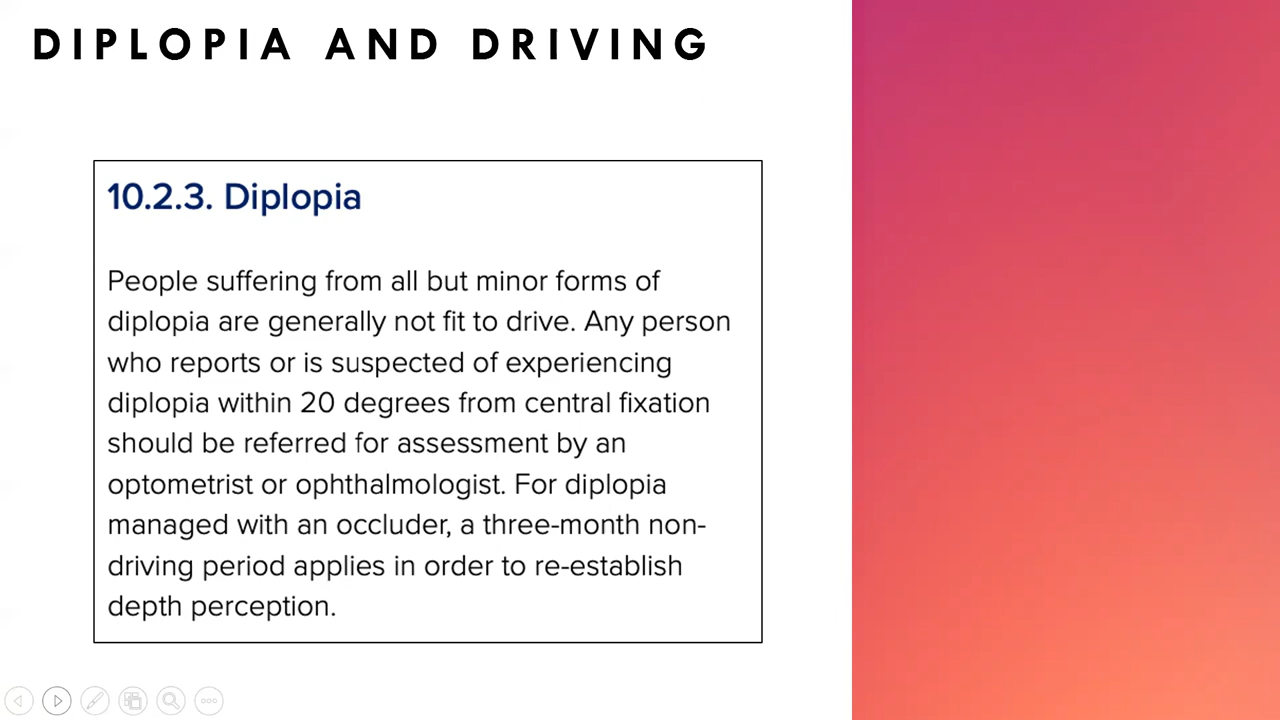 DIPLOPIA AND DRIVING
10.2.3. Diplopia
People suffering from all but minor forms of
diplopia are generally not fit to drive. Any person
who reports or is suspected of experiencing
diplopia within 20 degrees from central fixation
should be referred for assessment by an
optometrist or ophthalmologist. For diplopia
managed with an occluder, a three-month non-
driving period applies in order to re-establish
depth perception.